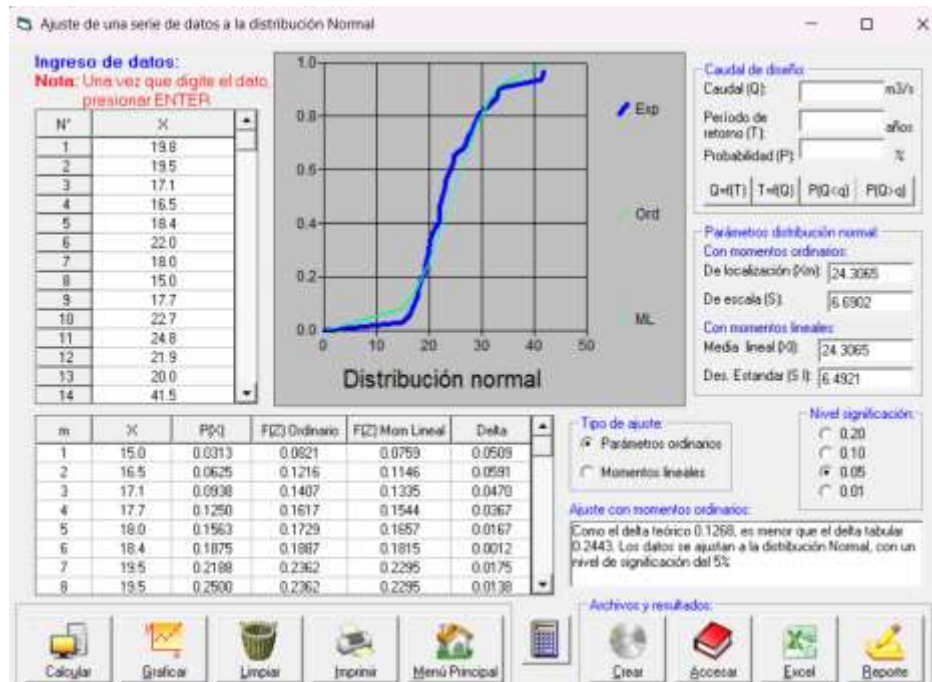 Ajuste de una serie de datos a la distribución Normal
Ingreso de datos:
Nota: Una vez que digite el dato, presionar ENTER
N° X
1 19.8
2 19.5
3 17.1
4 16.5
5 18.4
6 22.0
7 18.0
8 15.0
9 17.7
10 22.7
11 24.8
12 21.9
13 20.0
14 41.5
1.0
0.8
0.6
0.4
0.2
0.0
0 10 20 30 40 50
Distribución normal
Exp
Ord
ML
Caudal de diseño:
Caudal (Q): m3/s
Período de retorno (T): años
Probabilidad (P): %
Q=f(T) T=f(Q) P(Q<q) P(Q>q)
Parámetros distribución normal:
Con momentos ordinarios:
De localización (Xm): 24.3065
De escala (S): 6.6902
Con momentos lineales:
Media lineal (Xl): 24.3065
Des. Estandar (S l): 6.4921
m X P(X) F(Z) Ordinario F(Z) Mom Lineal Delta
1 15.0 0.0313 0.0821 0.0759 0.0509
2 16.5 0.0625 0.1216 0.1146 0.0591
3 17.1 0.0938 0.1407 0.1335 0.0470
4 17.7 0.1250 0.1617 0.1544 0.0367
5 18.0 0.1563 0.1729 0.1657 0.0167
6 18.4 0.1875 0.1887 0.1815 0.0012
7 19.5 0.2188 0.2362 0.2295 0.0175
8 19.5 0.2500 0.2362 0.2295 0.0138
Tipo de ajuste:
Parámetros ordinarios
Momentos lineales
Nivel significación:
0.20
0.10
0.05
0.01
Ajuste con momentos ordinarios:
Como el delta teórico 0.1268, es menor que el delta tabular
0.2443. Los datos se ajustan a la distribución Normal, con un
nivel de significación del 5%
Archivos y resultados:
Calcular Graficar Limpiar Imprimir Menú Principal Crear Accesar Excel Reporte